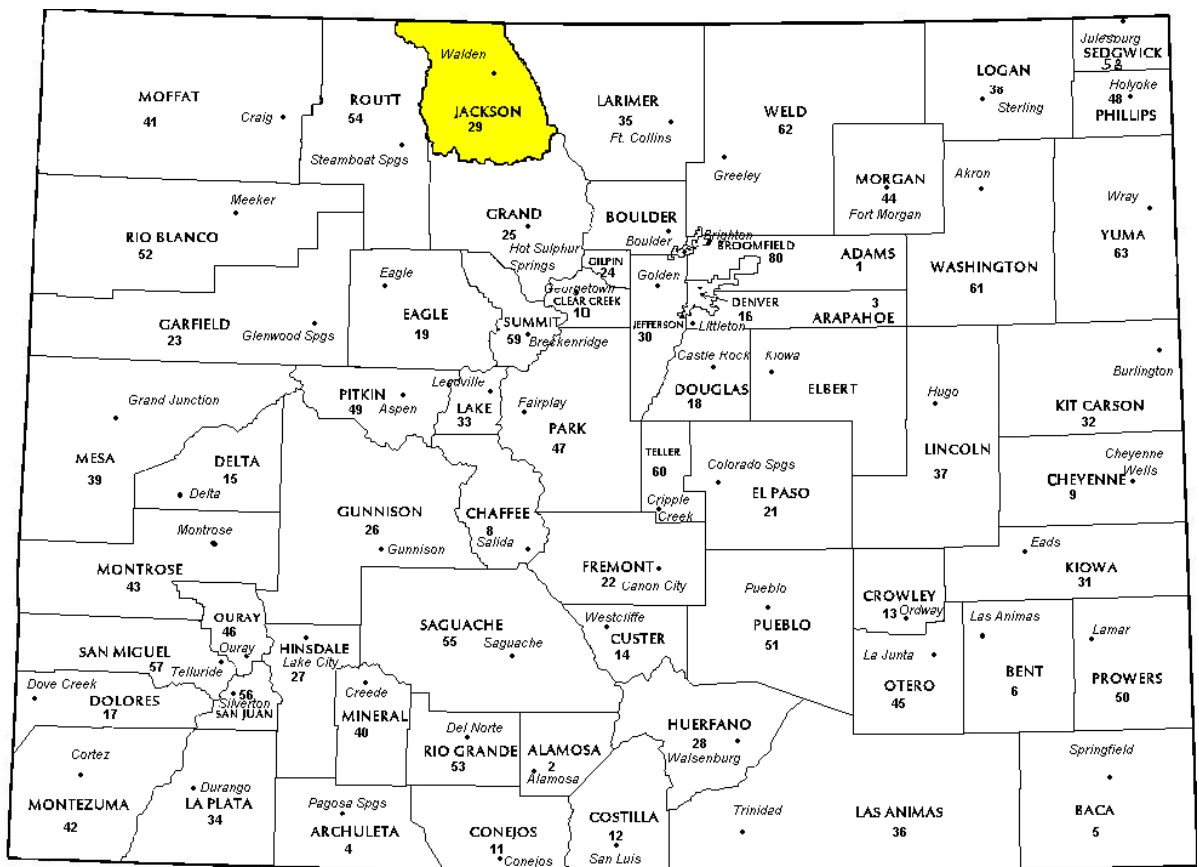 Walden
JACKSON
29
MOFFAT
41
Craig
ROUTT
54
Steamboat Spgs
LARIMER
35
Ft. Collins
WELD
62
Greeley
LOGAN
38
Sterling
Julesburg
SEDGWICK
58
Holyoke
48
PHILLIPS
MORGAN
44
Fort Morgan
Akron
WASHINGTON
61
Wray
YUMA
63
Meeker
RIO BLANCO
52
GRAND
25
Hot Sulphur
Springs
BOULDER
Boulder
Brighton
BROOMFIELD
80
ADAMS
1
GILPIN
24
Golden
Georgetown
CLEAR CREEK
10
JEFFERSON
30
DENVER
16
3
ARAPAHOE
Littleton
GARFIELD
23
Glenwood Spgs
Eagle
EAGLE
19
SUMMIT
59
Breckenridge
Castle Rock
DOUGLAS
18
Kiowa
ELBERT
Hugo
LINCOLN
37
Burlington
KIT CARSON
32
Grand Junction
MESA
39
PITKIN
49
Aspen
Leadville
LAKE
33
Fairplay
PARK
47
TELLER
60
Cripple
Creek
Colorado Spgs
EL PASO
21
Cheyenne
Wells
CHEYENNE
9
DELTA
15
Delta
GUNNISON
26
Gunnison
CHAFFEE
8
Salida
Montrose
MONTROSE
43
FREMONT
22
Canon City
Pueblo
PUEBLO
51
CROWLEY
13
Ordway
Eads
KIOWA
31
OURAY
46
Ouray
SAN MIGUEL
57
Telluride
HINSDALE
Lake City
27
SAGUACHE
55
Saguache
Westcliffe
CUSTER
14
La Junta
OTERO
45
Las Animas
BENT
6
Lamar
PROWERS
50
Dove Creek
DOLORES
17
56
Silverton
SAN JUAN
Creede
MINERAL
40
Del Norte
RIO GRANDE
53
ALAMOSA
2
Alamosa
HUERFANO
28
Walsenburg
Cortez
MONTEZUMA
42
Durango
LA PLATA
34
Pagosa Spgs
ARCHULETA
4
CONEJOS
11
Conejos
COSTILLA
12
San Luis
Trinidad
LAS ANIMAS
36
Springfield
BACA
5